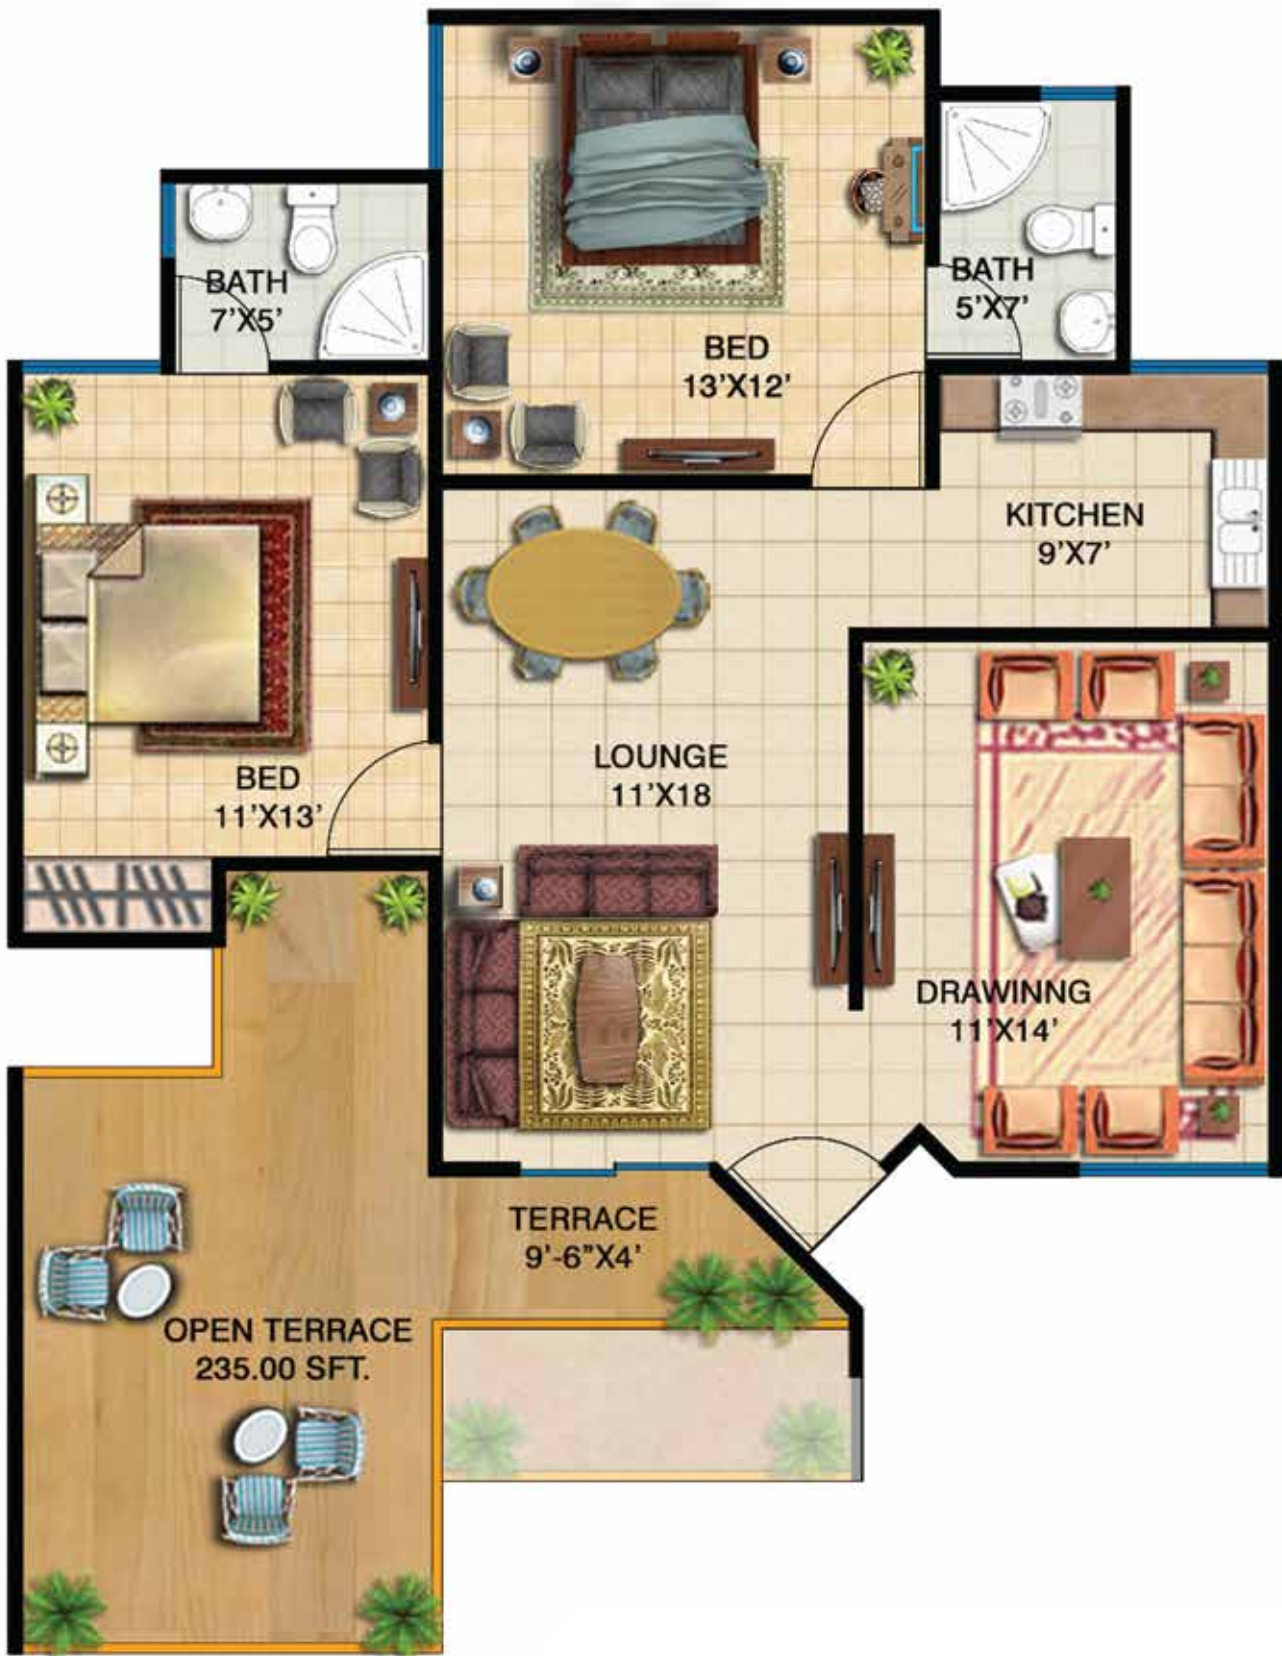 BATH
7'X5'
BED
13'X12'
BATH
5'X7'
KITCHEN
9'X7'
BED
11'X13'
LOUNGE
11'X18
DRAWINNG
11'X14'
TERRACE
9'-6"X4'
OPEN TERRACE
235.00 SFT.